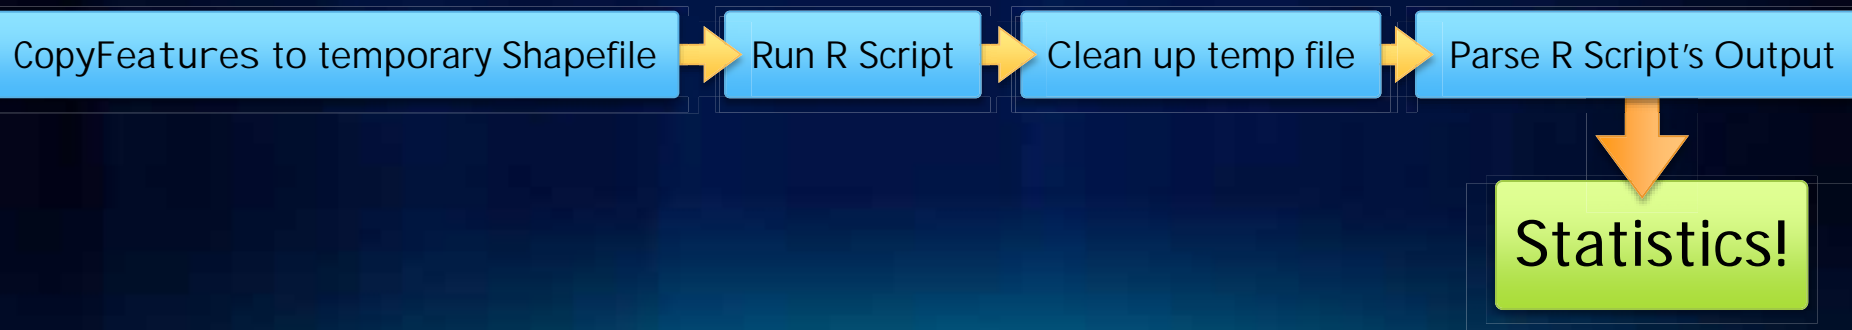 CopyFeatures to temporary Shapefile
Run R Script
Clean up temp file
Parse R Script's Output
Statistics!